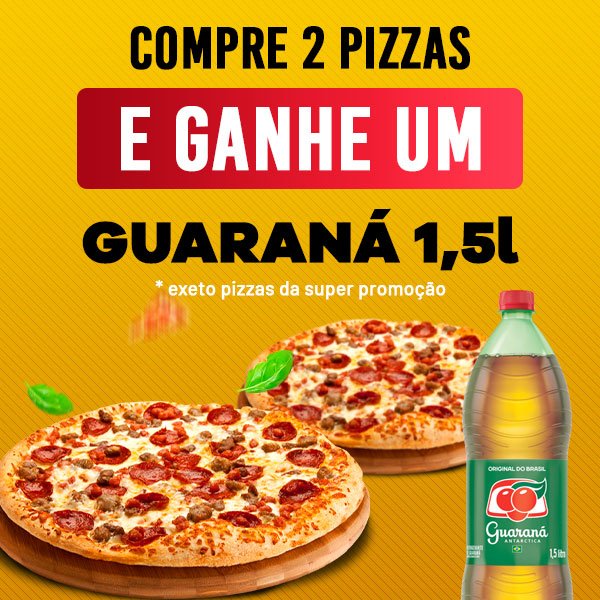 COMPRE 2 PIZZAS
E GANHE UM
GUARANÁ 1,5l
* exeto pizzas da super promoção
ORIGINAL DO BRASIL
Guaraná
ANTARCTICA
1,5 litro